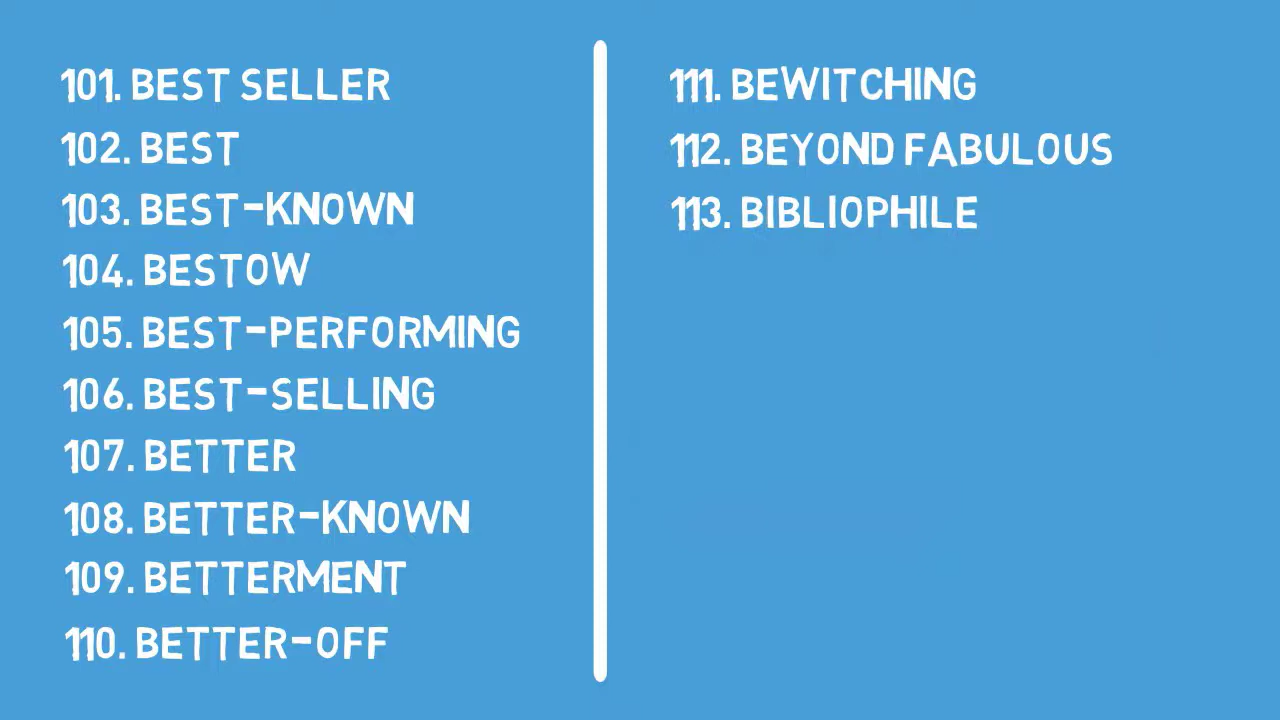 101. BEST SELLER
102. BEST
103. BEST-KNOWN
104. BESTOW
105. BEST-PERFORMING
106. BEST-SELLING
107. BETTER
108. BETTER-KNOWN
109. BETTERMENT
110. BETTER-OFF
111. BEWITCHING
112. BEYOND FABULOUS
113. BIBLIOPHILE